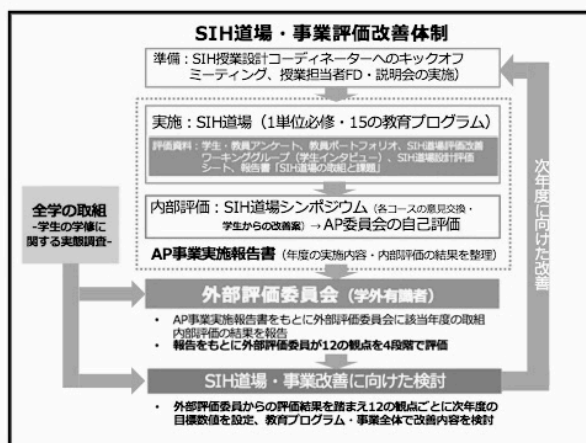 SIH道場・事業評価改善体制
準備：SIH授業設計コーディネーターへのキックオフ
ミーティング、授業担当者FD・説明会の実施）
実施：SIH道場（1単位必修・15の教育プログラム）
評価資料：学生・教員アンケート、教員ポートフォリオ、SIH道場評価改善
ワーキンググループ（学生インタビュー）、SIH道場設計評価
シート、報告書「SIH道場の取組と課題」
内部評価：SIH道場シンポジウム（各コースの意見交換・
学生からの改善案）→ AP委員会の自己評価
AP事業実施報告書（年度の実施内容・内部評価の結果を整理）
全学の取組
-学生の学修に
関する実態調査-
外部評価委員会（学外有識者）
• AP事業実施報告書をもとに外部評価委員会に該当年度の取組
内部評価の結果を報告
• 報告をもとに外部評価委員が12の観点を4段階で評価
SIH道場・事業改善に向けた検討
• 外部評価委員からの評価結果を踏まえ12の観点ごとに次年度の
目標数値を設定、教育プログラム・事業全体で改善内容を検討
次年度に向けた改善